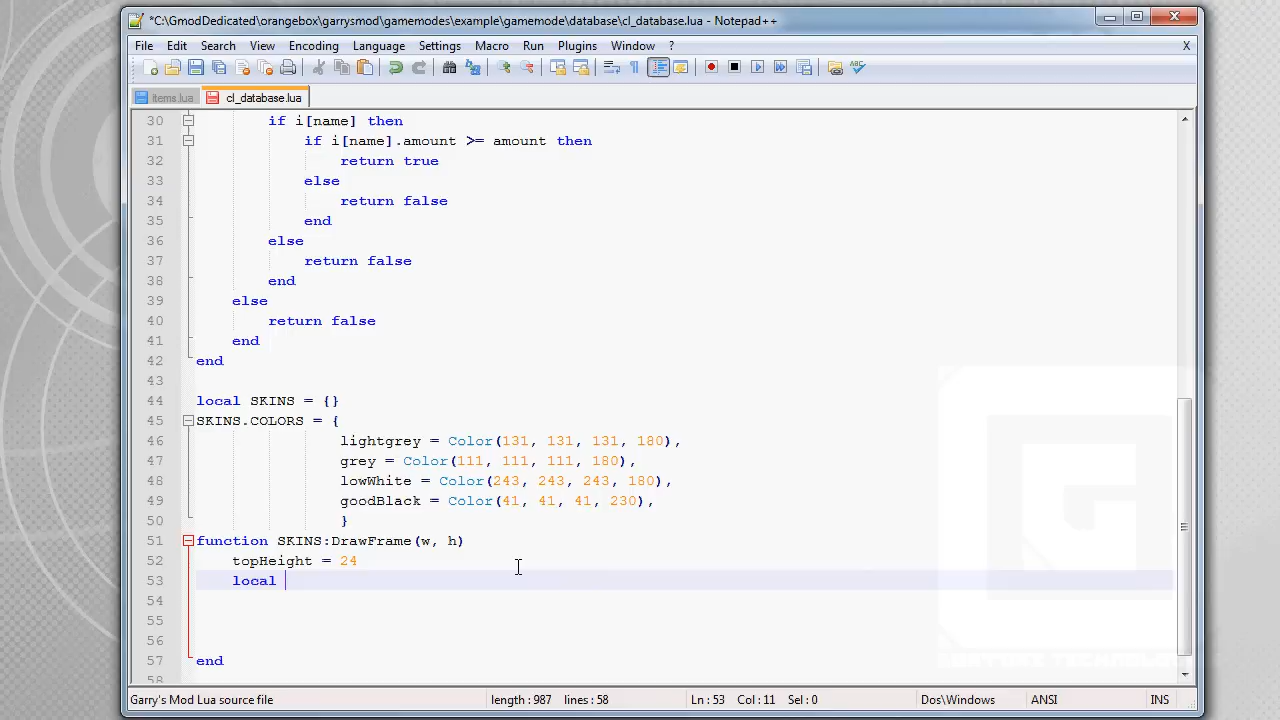 *C:\GmodDedicated\orangebox\garrysmod\gamemodes\example\gamemode\database\cl_database.lua - Notepad++
File Edit Search View Encoding Language Settings Macro Run Plugins Window ? X
items.lua cl_database.lua
30 if i[name] then
31 if i[name].amount >= amount then
32 return true
33 else
34 return false
35 end
36 else
37 return false
38 end
39 else
40 return false
41 end
42 end
43
44 local SKINS = {}
45 SKINS.COLORS = {
46 lightgrey = Color(131, 131, 131, 180),
47 grey = Color(111, 111, 111, 180),
48 lowWhite = Color(243, 243, 243, 180),
49 goodBlack = Color(41, 41, 41, 230),
50 }
51 function SKINS:DrawFrame(w, h)
52 topHeight = 24
53 local
54
55
56
57 end
58
Garry's Mod Lua source file length : 987 lines : 58 Ln : 53 Col : 11 Sel : 0 Dos\Windows ANSI INS